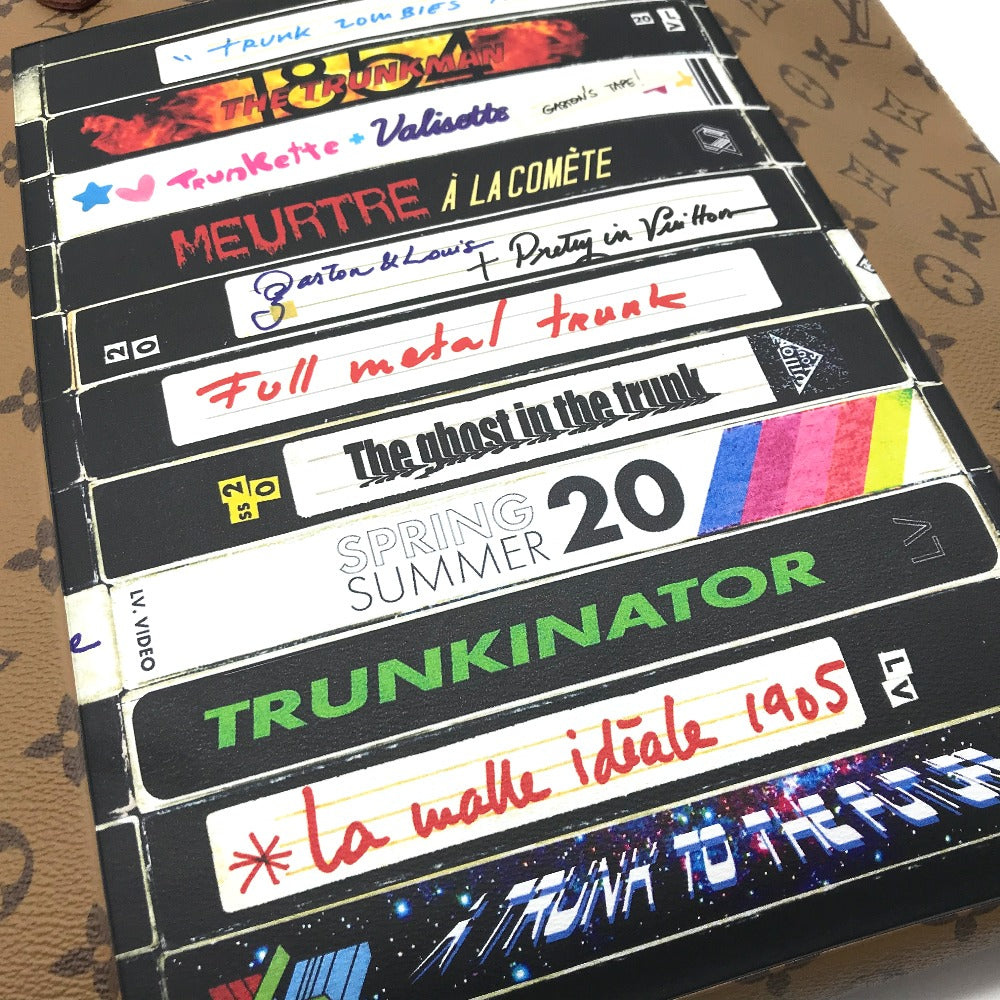 "TRUNK ZOMBIES
20
LV
1854
THE TRUNKMAN
TRUNKette + Valisette
GASTON'S TAPE!
MEURTRE À LA COMÈTE
Gaston & Louis + Pretty in Vuitton
20
Full metal trunk
The ghost in the trunk
SS 20
SPRING
SUMMER 20
LV. VIDEO
TRUNKINATOR
LV
* La malle idéale 1905
LV
A TRUNK TO THE FUTURE